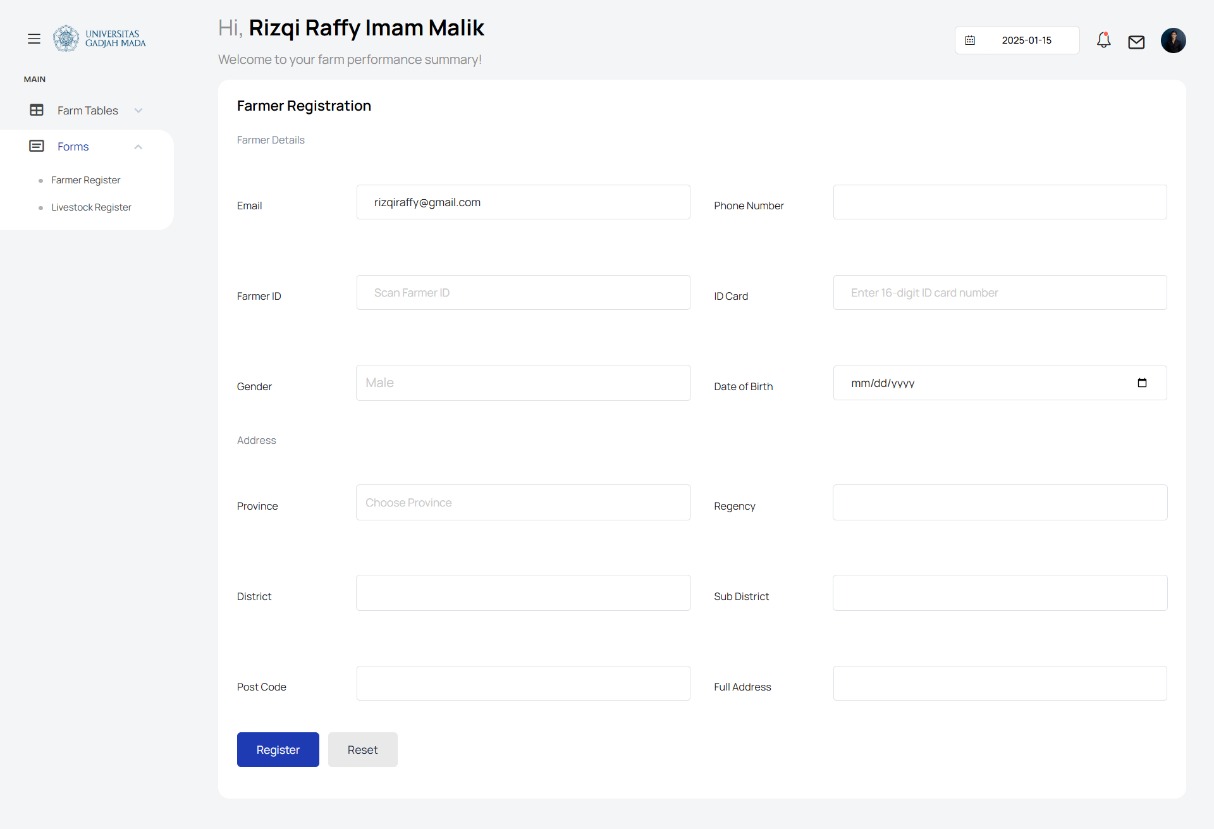 Hi, Rizqi Raffy Imam Malik
Welcome to your farm performance summary!
2025-01-15
UNIVERSITAS
GADJAH MADA
MAIN
Farm Tables
Forms
Farmer Register
Livestock Register
Farmer Registration
Farmer Details
Email rizqiraffy@gmail.com Phone Number
Farmer ID Scan Farmer ID ID Card Enter 16-digit ID card number
Gender Male Date of Birth mm/dd/yyyy
Address
Province Choose Province Regency
District Sub District
Post Code Full Address
Register Reset